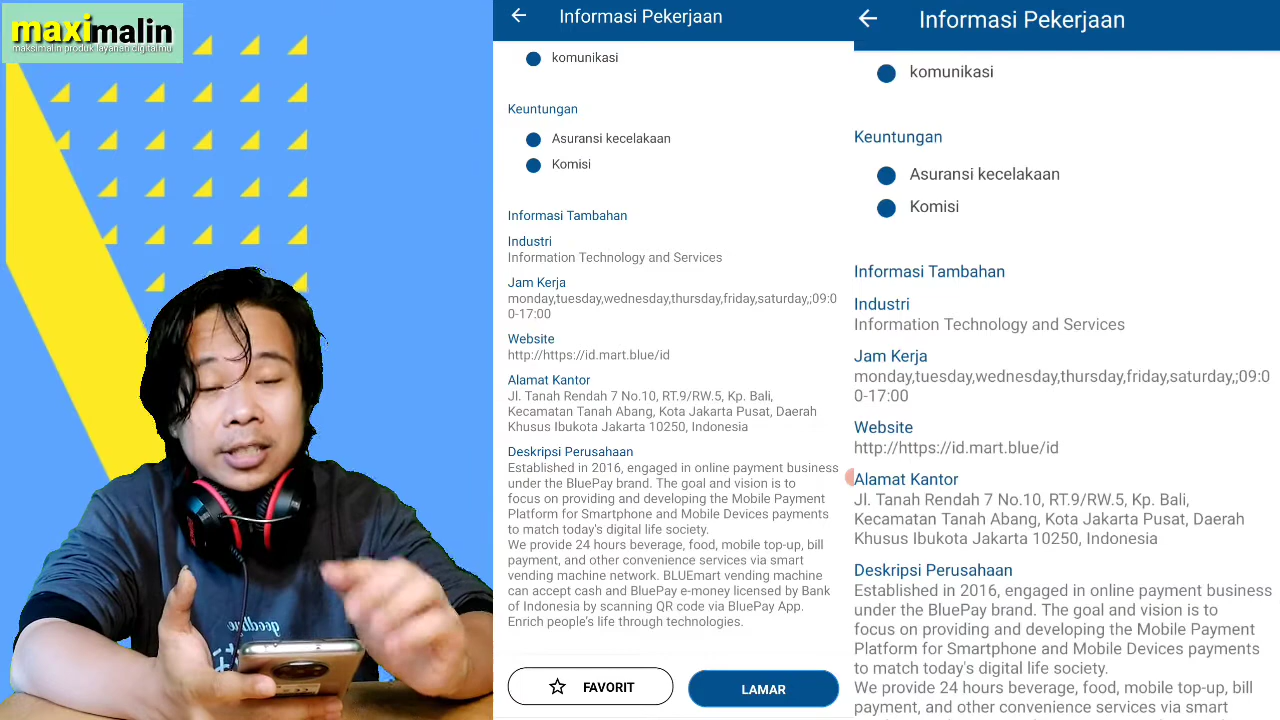 maximalin
maksimalin produk layanan digitalmu
goodbye
Informasi Pekerjaan
komunikasi
Keuntungan
Asuransi kecelakaan
Komisi
Informasi Tambahan
Industri
Information Technology and Services
Jam Kerja
monday,tuesday,wednesday,thursday,friday,saturday,;09:0
0-17:00
Website
http://https://id.mart.blue/id
Alamat Kantor
Jl. Tanah Rendah 7 No.10, RT.9/RW.5, Kp. Bali,
Kecamatan Tanah Abang, Kota Jakarta Pusat, Daerah
Khusus Ibukota Jakarta 10250, Indonesia
Deskripsi Perusahaan
Established in 2016, engaged in online payment business
under the BluePay brand. The goal and vision is to
focus on providing and developing the Mobile Payment
Platform for Smartphone and Mobile Devices payments
to match today's digital life society.
We provide 24 hours beverage, food, mobile top-up, bill
payment, and other convenience services via smart
vending machine network. BLUEmart vending machine
can accept cash and BluePay e-money licensed by Bank
of Indonesia by scanning QR code via BluePay App.
Enrich people's life through technologies.
FAVORIT
LAMAR
Informasi Pekerjaan
komunikasi
Keuntungan
Asuransi kecelakaan
Komisi
Informasi Tambahan
Industri
Information Technology and Services
Jam Kerja
monday,tuesday,wednesday,thursday,friday,saturday,;09:0
0-17:00
Website
http://https://id.mart.blue/id
Alamat Kantor
Jl. Tanah Rendah 7 No.10, RT.9/RW.5, Kp. Bali,
Kecamatan Tanah Abang, Kota Jakarta Pusat, Daerah
Khusus Ibukota Jakarta 10250, Indonesia
Deskripsi Perusahaan
Established in 2016, engaged in online payment business
under the BluePay brand. The goal and vision is to
focus on providing and developing the Mobile Payment
Platform for Smartphone and Mobile Devices payments
to match today's digital life society.
We provide 24 hours beverage, food, mobile top-up, bill
payment, and other convenience services via smart